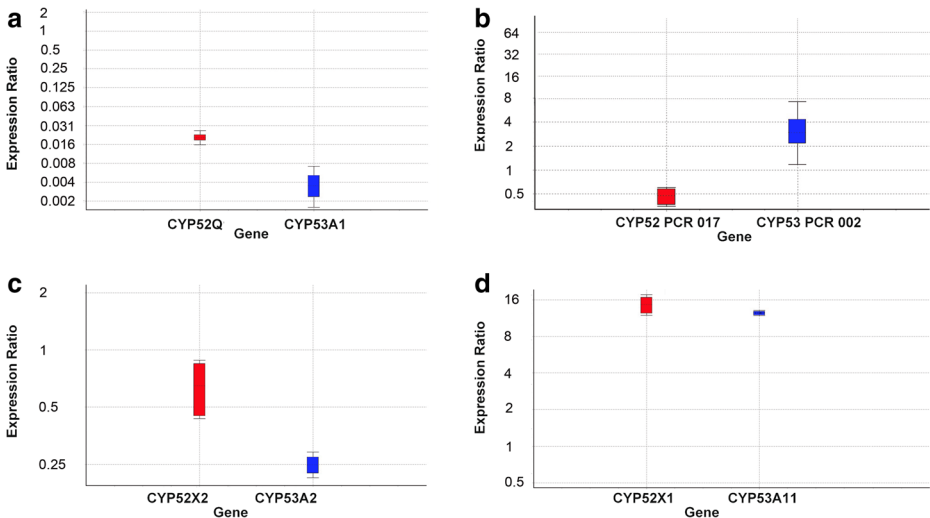 a
Expression Ratio
2
1
0.5
0.25
0.125
0.063
0.031
0.016
0.008
0.004
0.002
CYP52Q CYP53A1
Gene
b
Expression Ratio
64
32
16
8
4
2
1
0.5
CYP52 PCR 017 CYP53 PCR 002
Gene
c
Expression Ratio
2
1
0.5
0.25
CYP52X2 CYP53A2
Gene
d
Expression Ratio
16
8
4
2
1
0.5
CYP52X1 CYP53A11
Gene